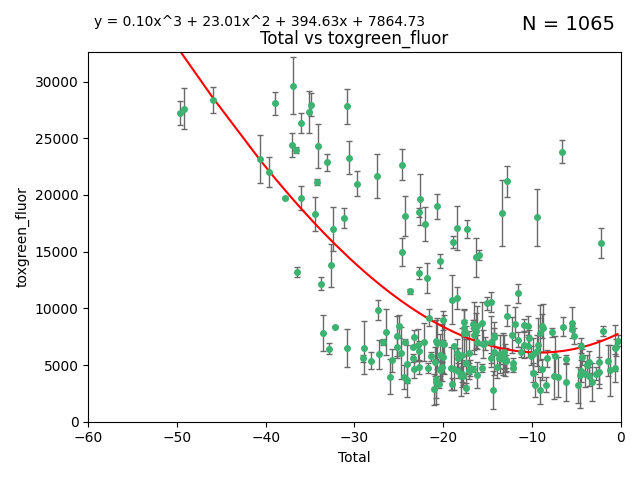 y = 0.10x^3 + 23.01x^2 + 394.63x + 7864.73
N = 1065
Total vs toxgreen_fluor
toxgreen_fluor
30000
25000
20000
15000
10000
5000
0
−60
−50
−40
−30
−20
−10
0
Total